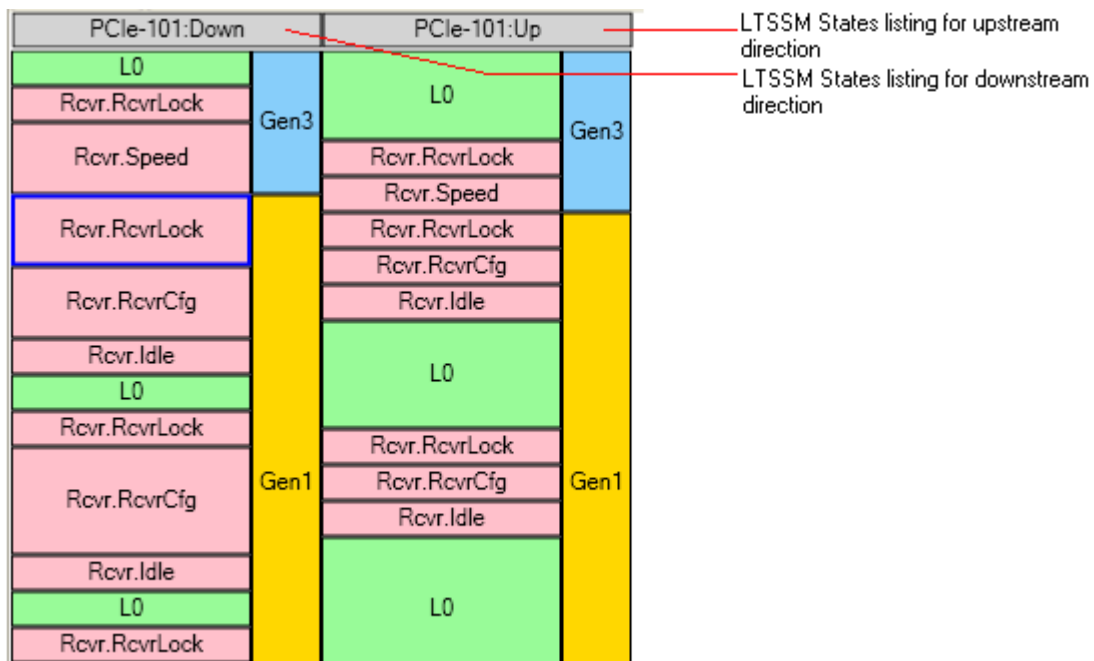 PCIe-101:Down
PCIe-101:Up
LTSSM States listing for upstream
direction
LTSSM States listing for downstream
direction
L0
Rcvr.RcvrLock
Rcvr.Speed
Rcvr.RcvrLock
Rcvr.RcvrCfg
Rcvr.Idle
L0
Rcvr.RcvrLock
Rcvr.RcvrCfg
Rcvr.Idle
L0
Rcvr.RcvrLock
Gen3
Gen1
L0
Rcvr.RcvrLock
Rcvr.Speed
Rcvr.RcvrLock
Rcvr.RcvrCfg
Rcvr.Idle
L0
Rcvr.RcvrLock
Rcvr.RcvrCfg
Rcvr.Idle
L0
Gen3
Gen1